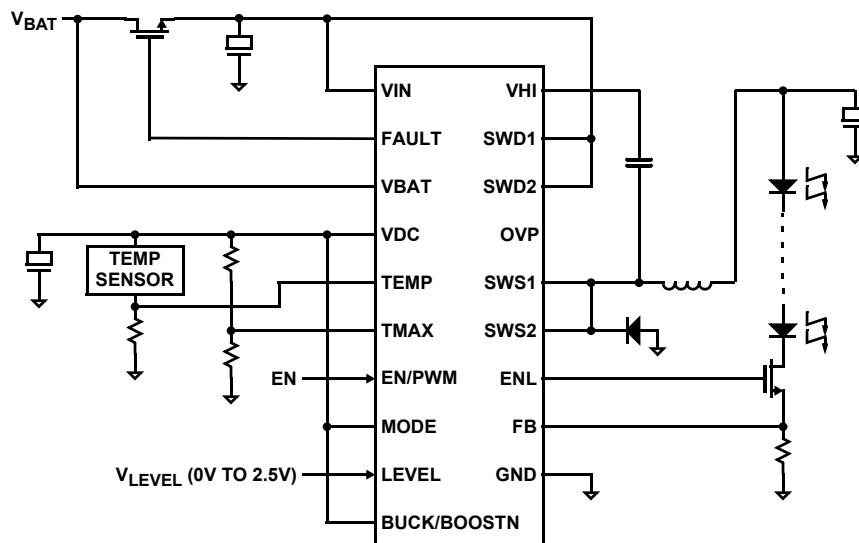 VBAT
VIN VHI
FAULT SWD1
VBAT SWD2
VDC OVP
TEMP
SENSOR
TEMP SWS1
TMAX SWS2
EN EN/PWM ENL
MODE FB
VLEVEL (0V TO 2.5V) LEVEL GND
BUCK/BOOSTN